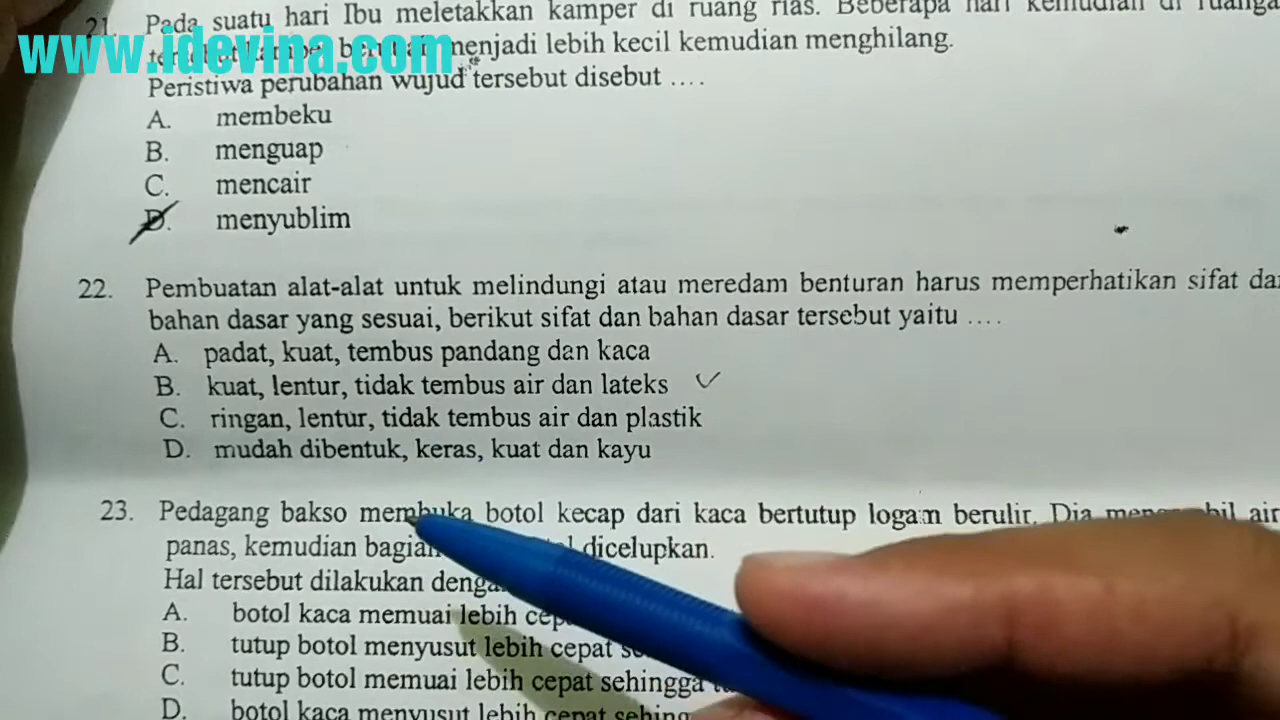 21. Pada suatu hari Ibu meletakkan kamper di ruang rias. Beberapa hari kemudian di
www.idevina.com menjadi lebih kecil kemudian menghilang.
Peristiwa perubahan wujud tersebut disebut ....
A. membeku
B. menguap
C. mencair
D. menyublim
22. Pembuatan alat-alat untuk melindungi atau meredam benturan harus memperhatikan sifat
bahan dasar yang sesuai, berikut sifat dan bahan dasar tersebut yaitu ....
A. padat, kuat, tembus pandang dan kaca
B. kuat, lentur, tidak tembus air dan lateks
C. ringan, lentur, tidak tembus air dan plastik
D. mudah dibentuk, keras, kuat dan kayu
23. Pedagang bakso membuka botol kecap dari kaca bertutup logam berulir. Dia air
panas, kemudian bagian dicelupkan.
Hal tersebut dilakukan
A. botol kaca memuai lebih
B. tutup botol menyusut lebih cepat
C. tutup botol memuai lebih cepat sehingga
D. botol kaca menyusut lebih cepat